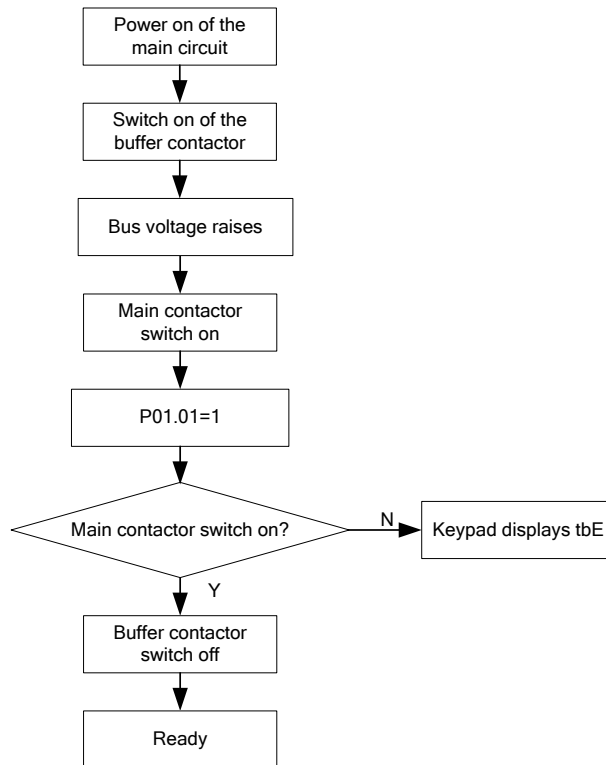 Power on of the
main circuit
Switch on of the
buffer contactor
Bus voltage raises
Main contactor
switch on
P01.01=1
Main contactor switch on?
N
Keypad displays tbE
Y
Buffer contactor
switch off
Ready